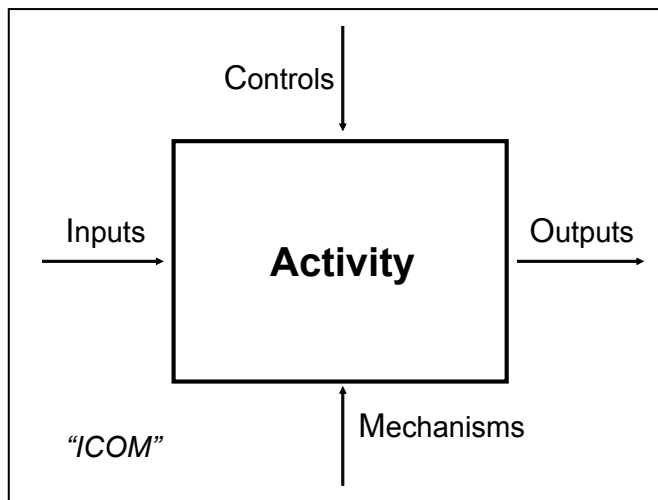 Controls
Inputs
Activity
Outputs
Mechanisms
“ICOM”